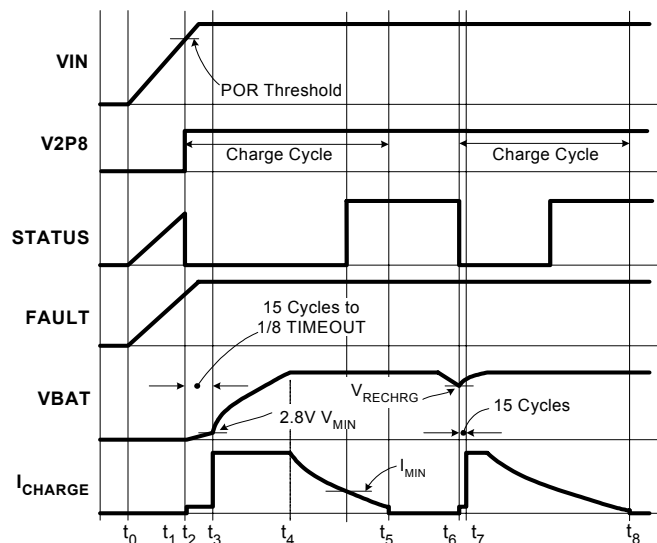 VIN
POR Threshold
V2P8
Charge Cycle
Charge Cycle
STATUS
FAULT
15 Cycles to
1/8 TIMEOUT
VBAT
VRECHRG
2.8V VMIN
15 Cycles
ICHARGE
IMIN
t0 t1 t2 t3 t4 t5 t6 t7 t8